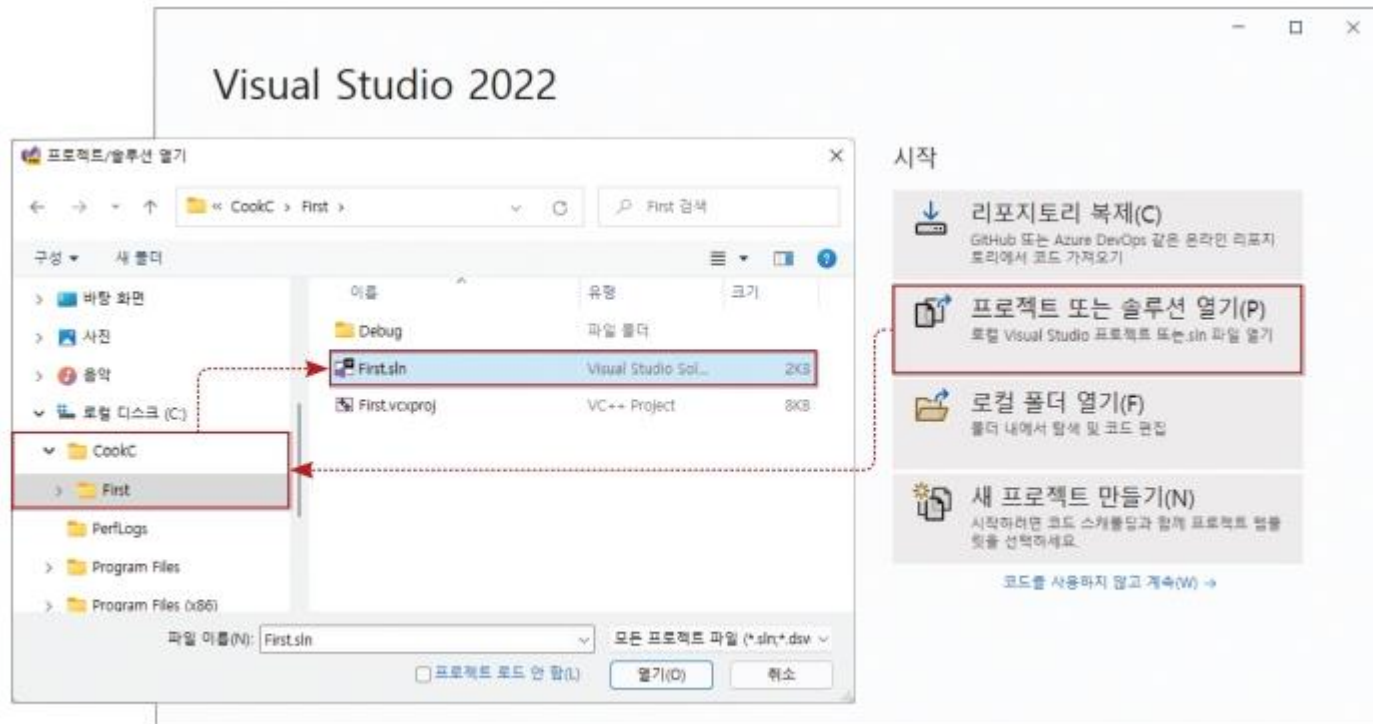 Visual Studio 2022
프로젝트/솔루션 열기
« CookC › First ›
First 검색
구성
새 폴더
바탕 화면
사진
음악
로컬 디스크 (C:)
CookC
First
PerfLogs
Program Files
Program Files (x86)
이름 유형 크기
Debug 파일 폴더
First.sln Visual Studio Sol... 2KB
First.vcxproj VC++ Project 8KB
파일 이름(N): First.sln
모든 프로젝트 파일 (*.sln;*.dsw
프로젝트 로드 안 함(L)
열기(O)
취소
시작
리포지토리 복제(C)
GitHub 또는 Azure DevOps 같은 온라인 리포지
토리에서 코드 가져오기
프로젝트 또는 솔루션 열기(P)
로컬 Visual Studio 프로젝트 또는.sln 파일 열기
로컬 폴더 열기(F)
폴더 내에서 탐색 및 코드 편집
새 프로젝트 만들기(N)
시작하려면 코드 스캐폴딩과 함께 프로젝트 템플
릿을 선택하세요.
코드를 사용하지 않고 계속(W) →